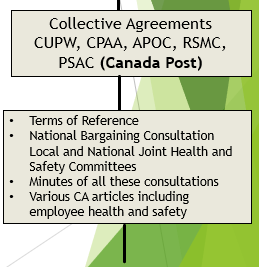 Collective Agreements
CUPW, CPAA, APOC, RSMC,
PSAC (Canada Post)
• Terms of Reference
• National Bargaining Consultation
Local and National Joint Health and
Safety Committees
• Minutes of all these consultations
• Various CA articles including
employee health and safety